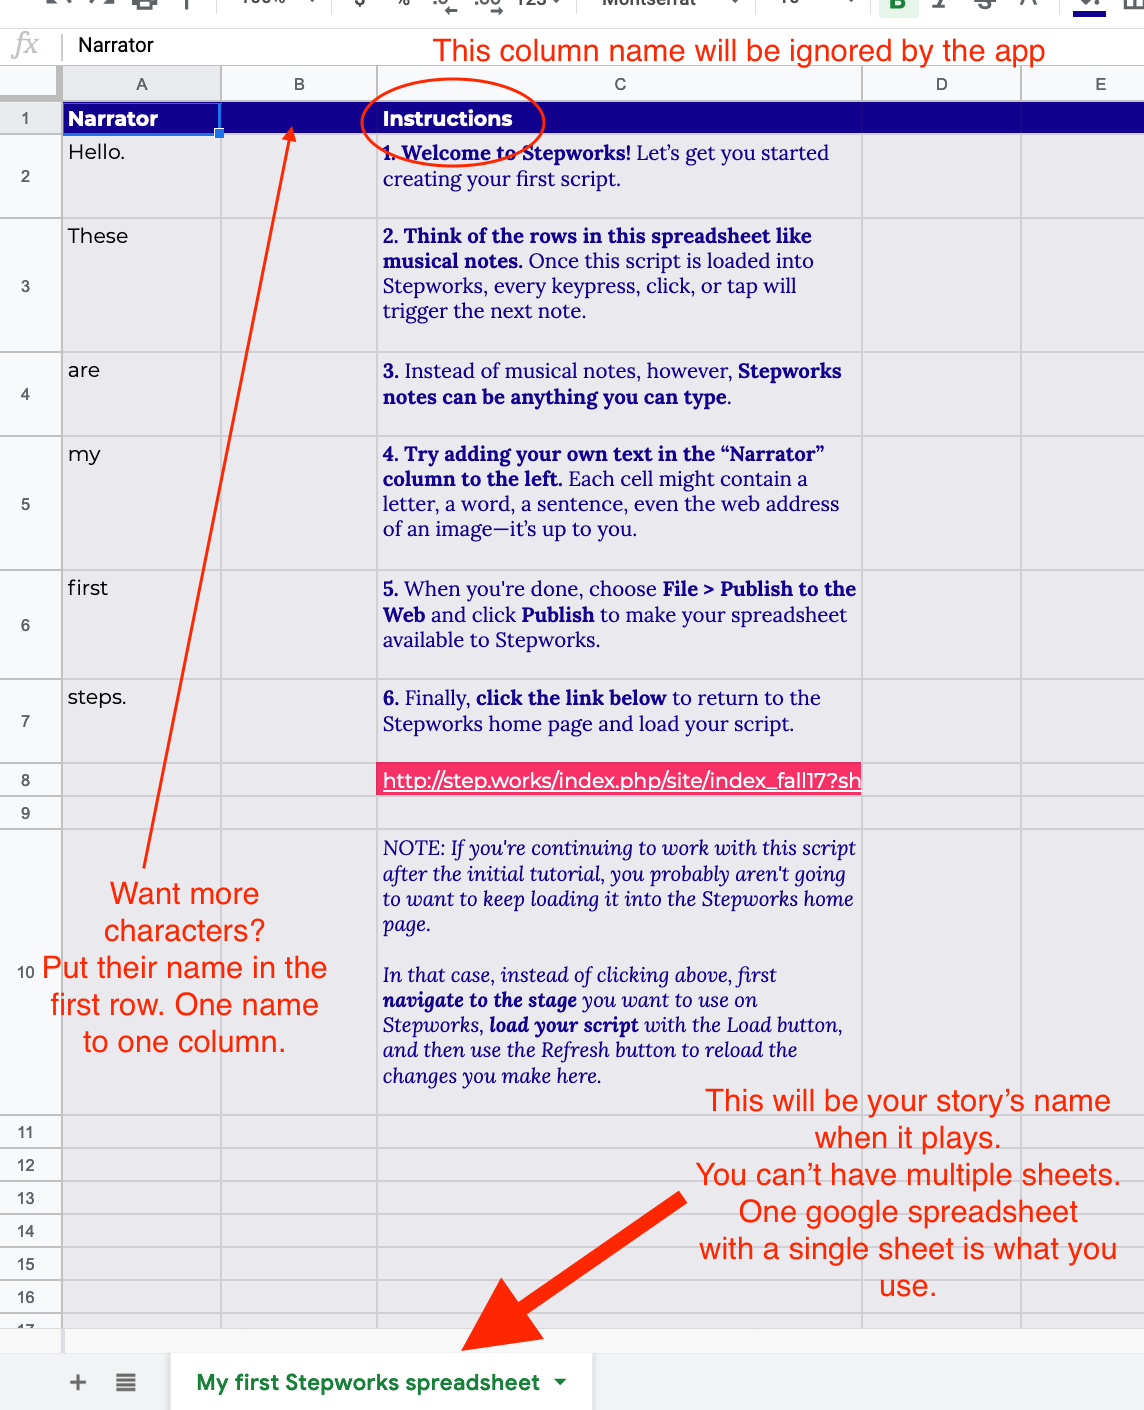 100%
$ % .0 .00 123
Montserrat
10
B I S A
fx
Narrator
This column name will be ignored by the app
A B C D E
1
Narrator
Instructions
2
Hello.
1. Welcome to Stepworks! Let’s get you started
creating your first script.
3
These
2. Think of the rows in this spreadsheet like
musical notes. Once this script is loaded into
Stepworks, every keypress, click, or tap will
trigger the next note.
4
are
3. Instead of musical notes, however, Stepworks
notes can be anything you can type.
5
my
4. Try adding your own text in the “Narrator”
column to the left. Each cell might contain a
letter, a word, a sentence, even the web address
of an image—it’s up to you.
6
first
5. When you're done, choose File > Publish to the
Web and click Publish to make your spreadsheet
available to Stepworks.
7
steps.
6. Finally, click the link below to return to the
Stepworks home page and load your script.
8
http://step.works/index.php/site/index_fall17?sh
9
10
NOTE: If you're continuing to work with this script
after the initial tutorial, you probably aren't going
to want to keep loading it into the Stepworks home
page.
In that case, instead of clicking above, first
navigate to the stage you want to use on
Stepworks, load your script with the Load button,
and then use the Refresh button to reload the
changes you make here.
Want more
characters?
Put their name in the
first row. One name
to one column.
This will be your story’s name
when it plays.
You can’t have multiple sheets.
One google spreadsheet
with a single sheet is what you
use.
11
12
13
14
15
16
17
My first Stepworks spreadsheet